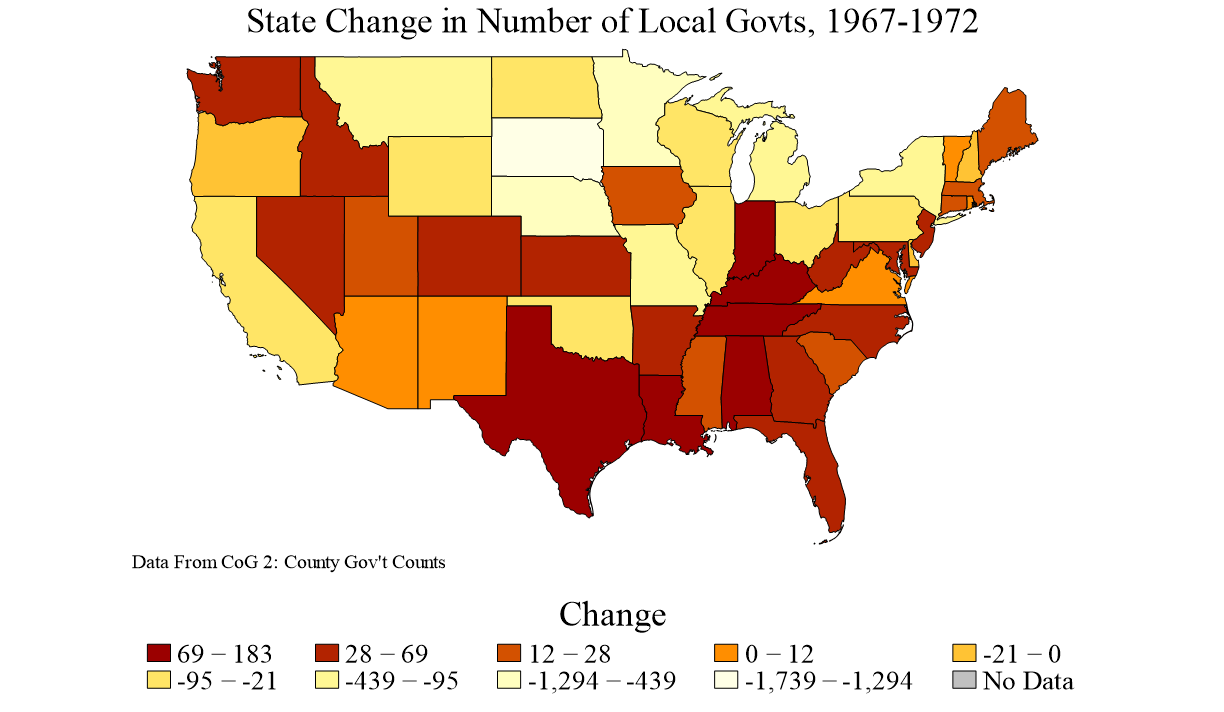 State Change in Number of Local Govts, 1967-1972
Data From CoG 2: County Gov't Counts
Change
69 – 183 28 – 69 12 – 28 0 – 12 -21 – 0
-95 – -21 -439 – -95 -1,294 – -439 -1,739 – -1,294 No Data